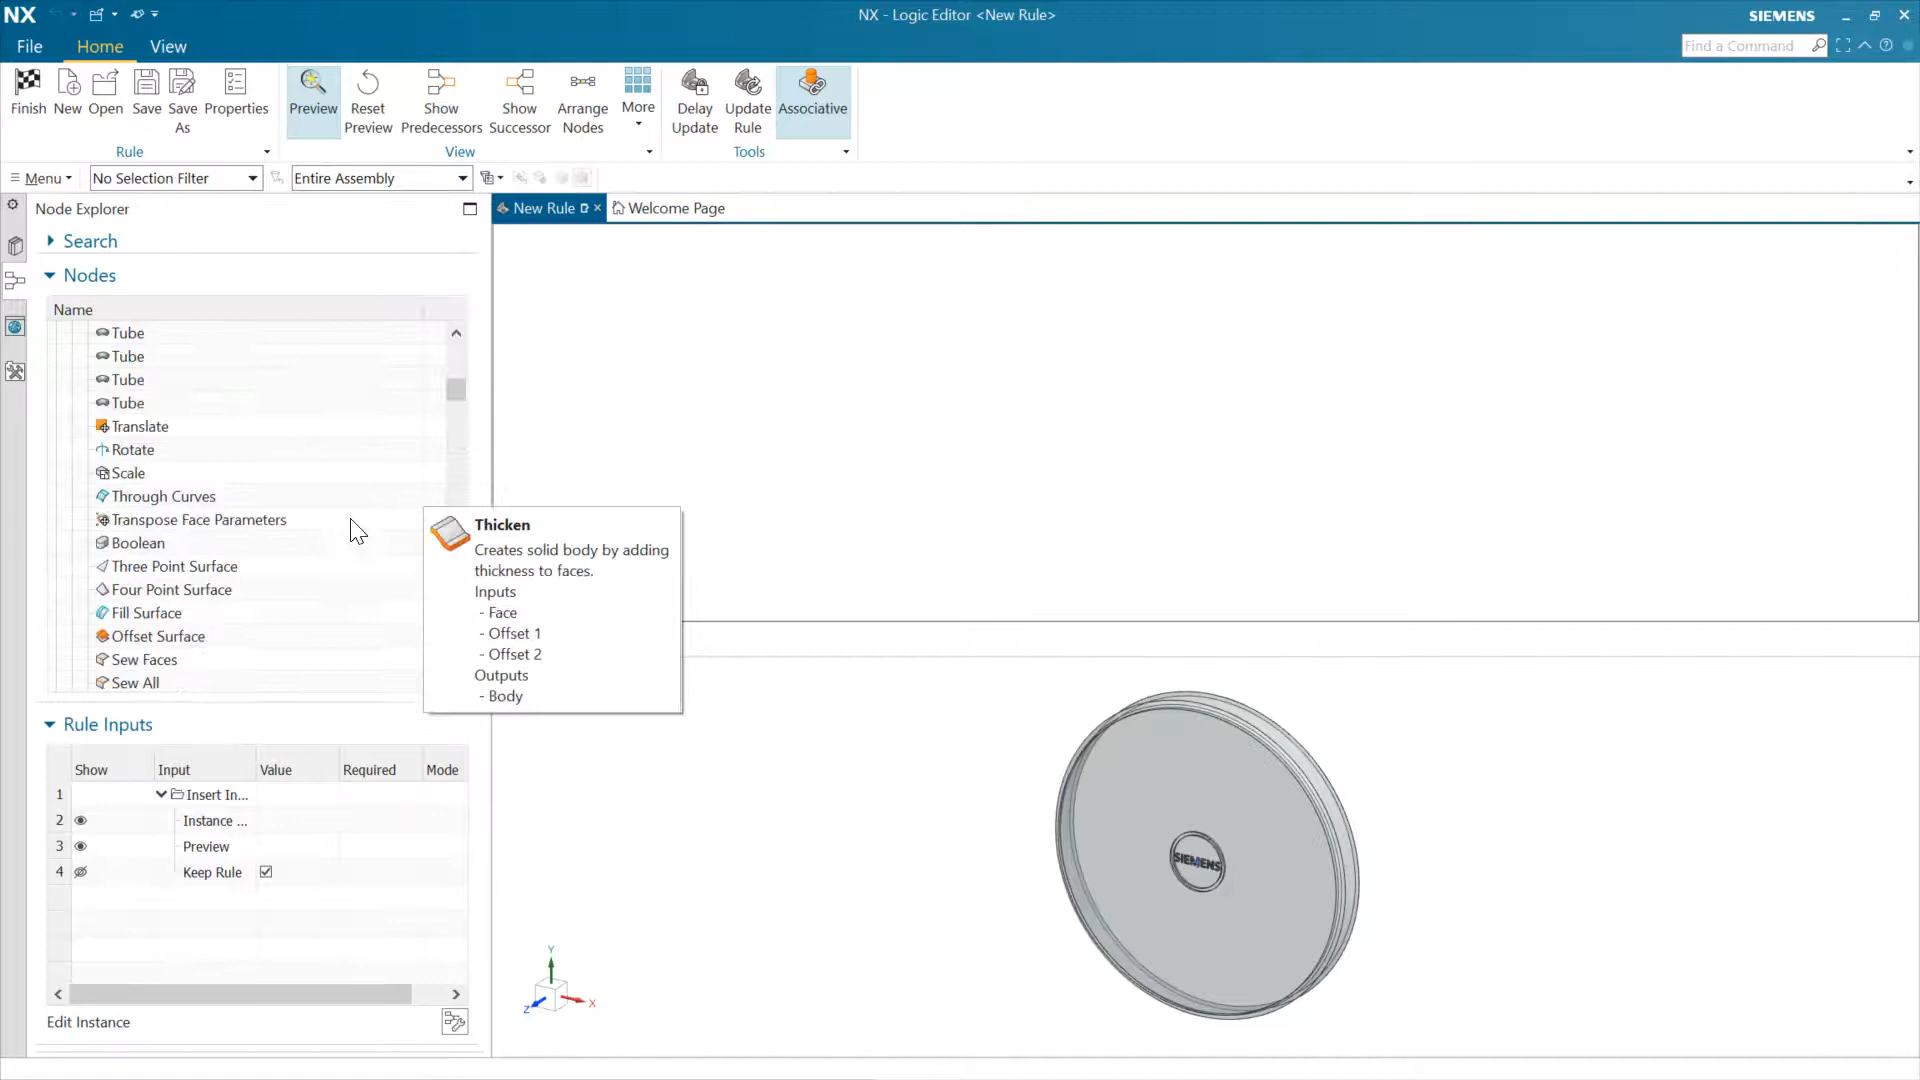 NX
NX - Logic Editor <New Rule>
SIEMENS
File
Home
View
Find a Command
Finish
New
Open
Save
Save As
Properties
Preview
Reset Preview
Show Predecessors
Show Successor
Arrange Nodes
More
Delay Update
Update Rule
Associative
Rule
View
Tools
Menu
No Selection Filter
Entire Assembly
Node Explorer
New Rule
Welcome Page
Search
Nodes
Name
Tube
Tube
Tube
Tube
Translate
Rotate
Scale
Through Curves
Transpose Face Parameters
Boolean
Three Point Surface
Four Point Surface
Fill Surface
Offset Surface
Sew Faces
Sew All
Thicken
Creates solid body by adding
thickness to faces.
Inputs
- Face
- Offset 1
- Offset 2
Outputs
- Body
Rule Inputs
Show Input Value Required Mode
1 Insert In...
2 Instance ...
3 Preview
4 Keep Rule
Edit Instance
SIEMENS
Y
Z
X